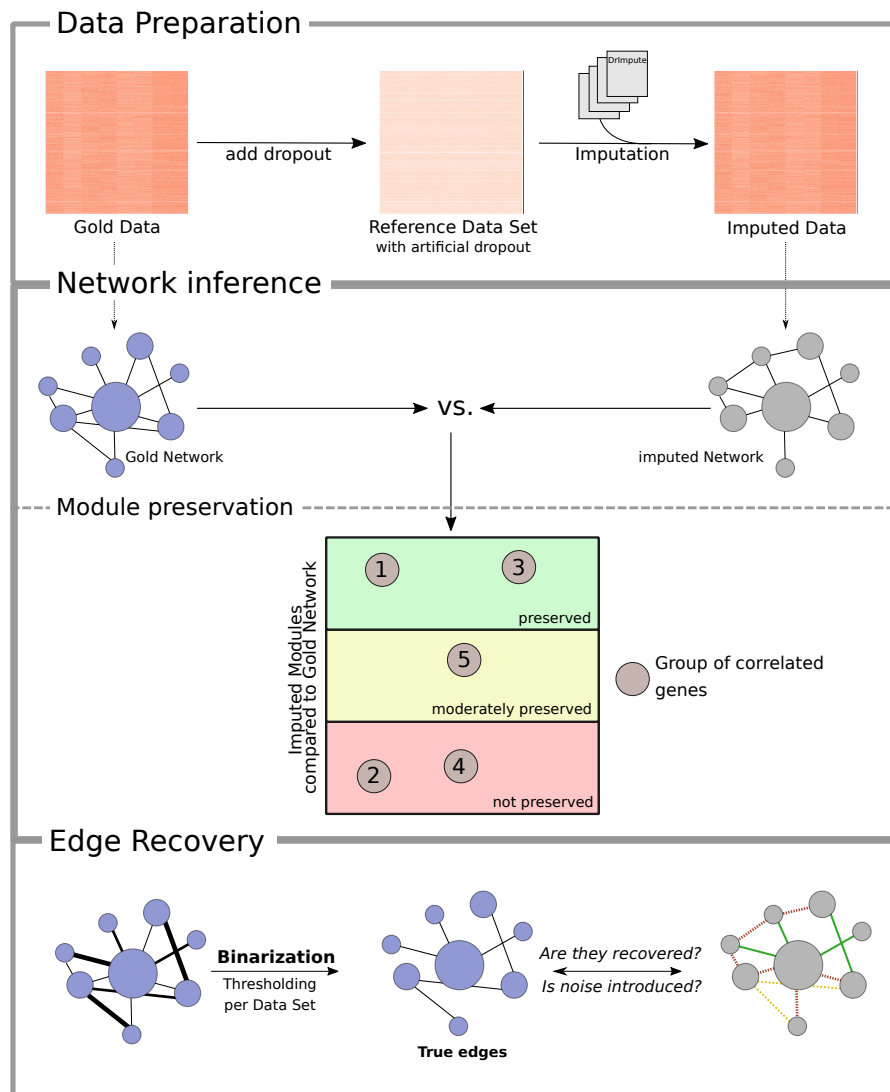 Data Preparation
DrImpute
add dropout
Imputation
Gold Data
Reference Data Set
with artificial dropout
Imputed Data
Network inference
vs.
Gold Network
imputed Network
Module preservation
Imputed Modules
compared to Gold Network
1
3
preserved
5
moderately preserved
2
4
not preserved
Group of correlated
genes
Edge Recovery
Binarization
Thresholding
per Data Set
True edges
Are they recovered?
Is noise introduced?